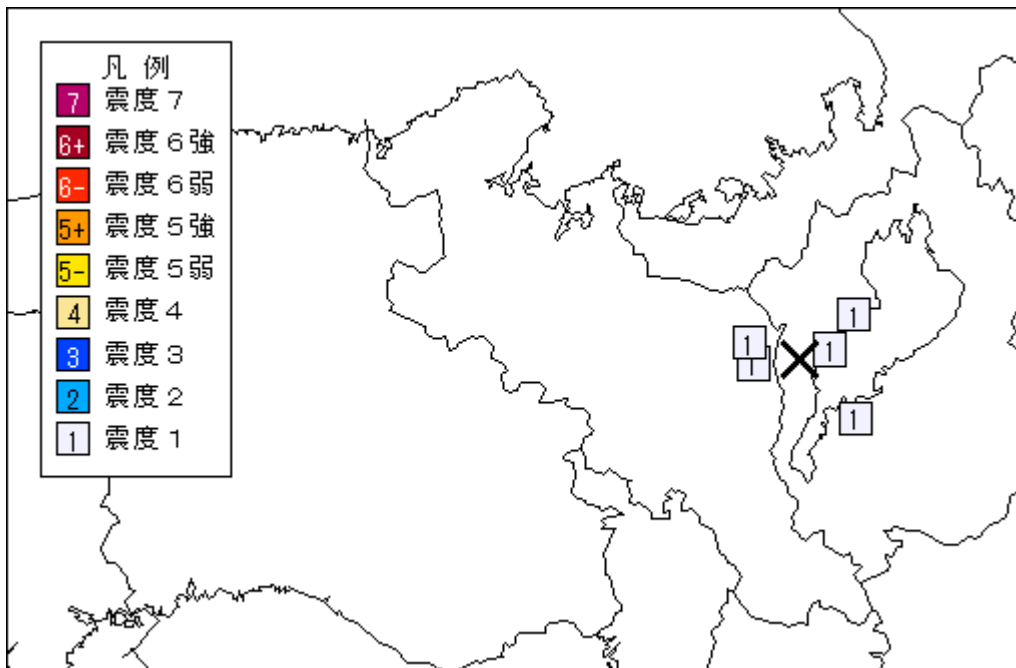 凡 例
7 震度７
6+ 震度６強
6- 震度６弱
5+ 震度５強
5- 震度５弱
4 震度４
3 震度３
2 震度２
1 震度１
1
1
1
1
1